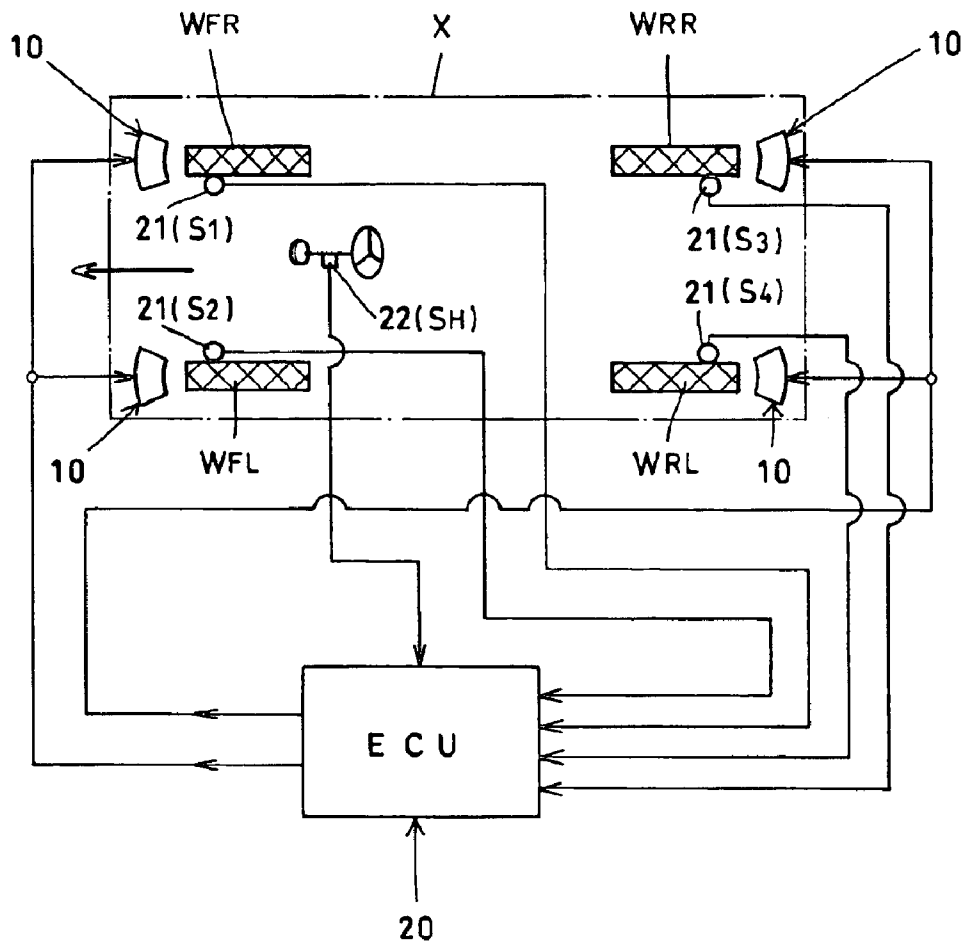 WFR X WRR
10 10
21(S1) 21(S3)
22(SH)
21(S2) 21(S4)
10 WFL WRL 10
ECU
20